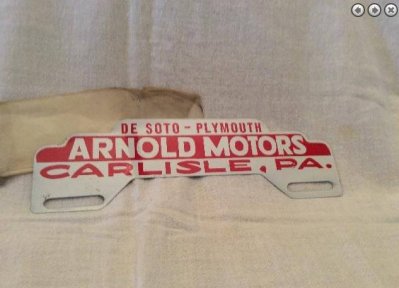 DE SOTO - PLYMOUTH
ARNOLD MOTORS
CARLISLE, PA.